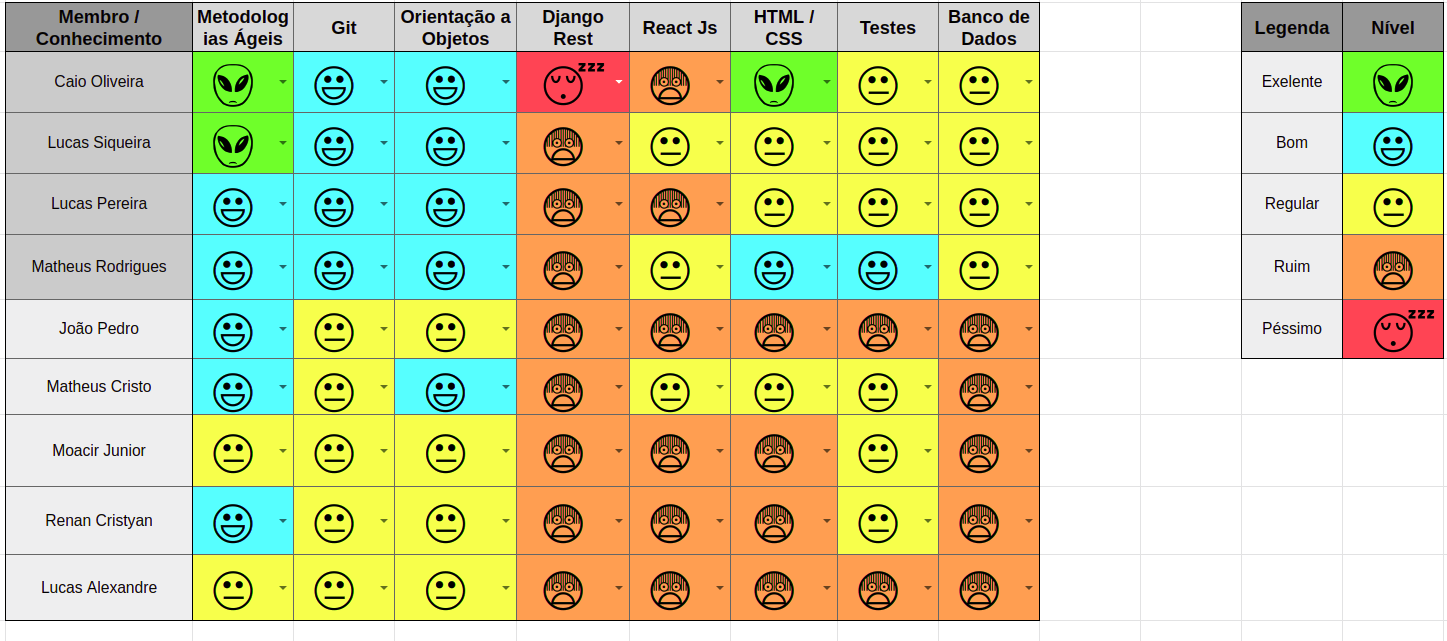 Membro /
Conhecimento
Metodolog
ias Ágeis
Git
Orientação a
Objetos
Django
Rest
React Js
HTML /
CSS
Testes
Banco de
Dados
Legenda
Nível
Caio Oliveira
zzz
Exelente
Lucas Siqueira
Bom
Lucas Pereira
Regular
Matheus Rodrigues
Ruim
João Pedro
Péssimo
zzz
Matheus Cristo
Moacir Junior
Renan Cristyan
Lucas Alexandre